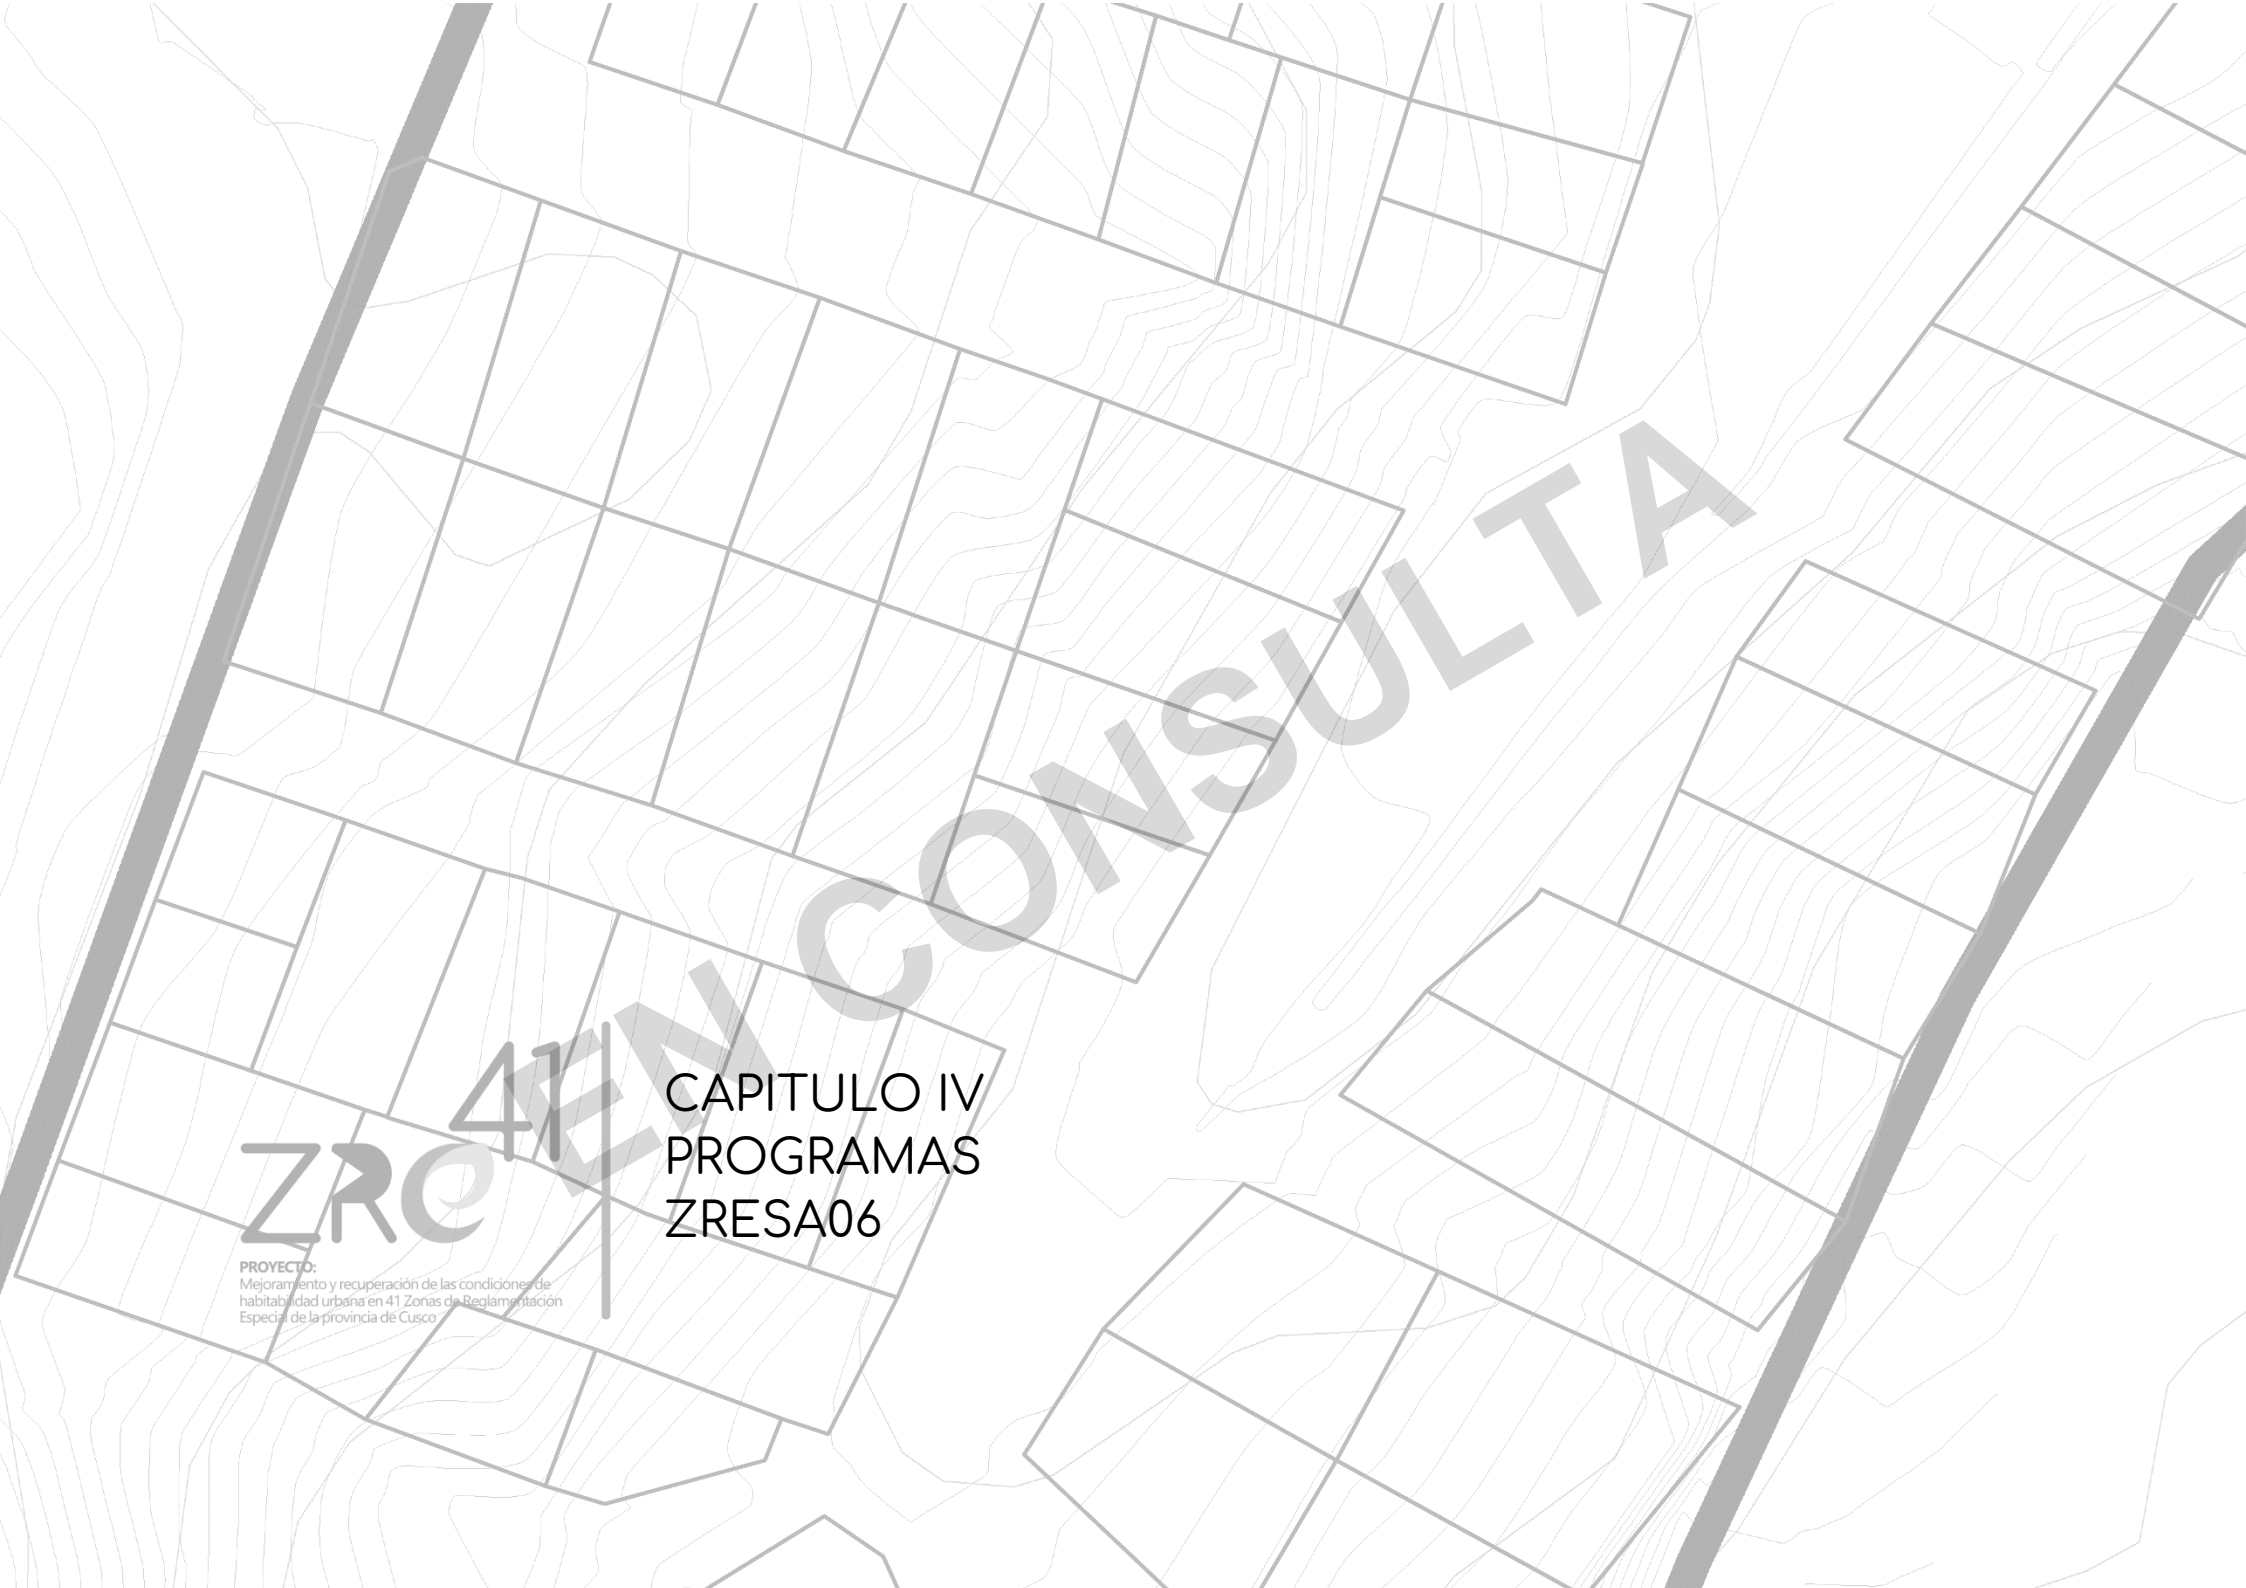 EN CONSULTA
41
ZRE
CAPITULO IV
PROGRAMAS
ZRESA06
PROYECTO:
Mejoramiento y recuperación de las condiciones de
habitabilidad urbana en 41 Zonas de Reglamentación
Especial de la provincia de Cusco